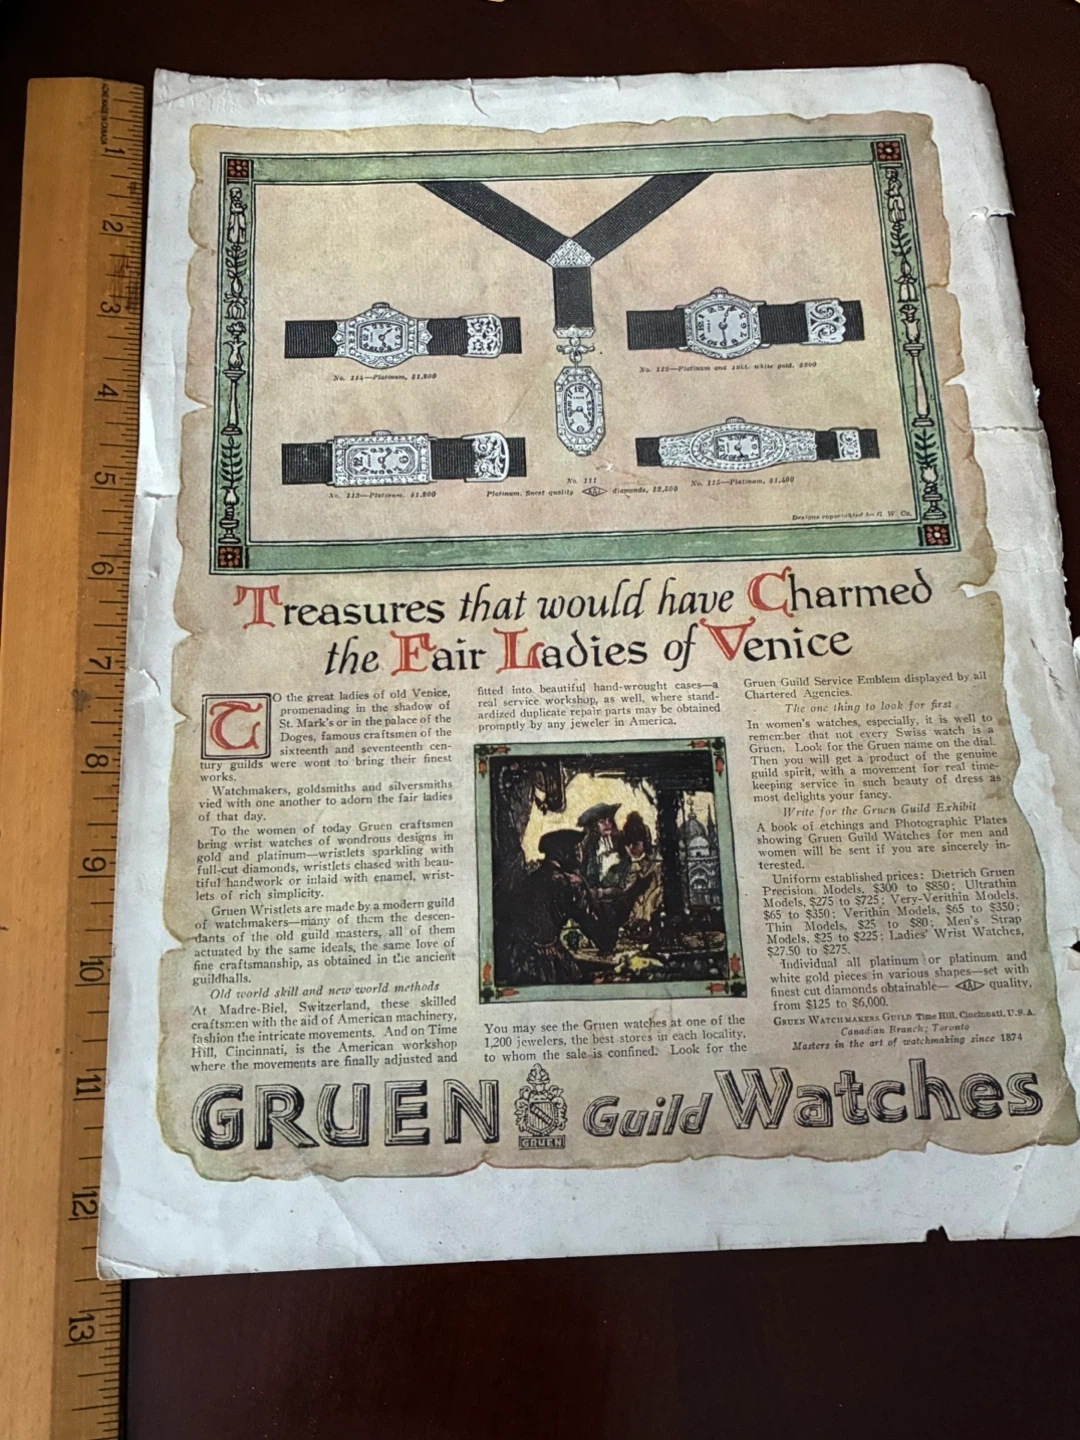 ACME MADE IN CANADA
1
2
3
4
5
6
7
8
9
10
11
12
13
No. 114—Platinum, $1,800
No. 113—Platinum, $1,800
No. 111
Platinum, finest quality AAI diamonds, $2,500
No. 115—Platinum, $1,400
Designs copyrighted by G. W. Co.
Treasures that would have Charmed
the Fair Ladies of Venice
TO the great ladies of old Venice,
promenading in the shadow of
St. Mark's or in the palace of the
Doges, famous craftsmen of the
sixteenth and seventeenth cen-
tury guilds were wont to bring their finest
works.
Watchmakers, goldsmiths and silversmiths
vied with one another to adorn the fair ladies
of that day.
To the women of today Gruen craftsmen
bring wrist watches of wondrous designs in
gold and platinum—wristlets sparkling with
full-cut diamonds, wristlets chased with beau-
tiful handwork or inlaid with enamel, wrist-
lets of rich simplicity.
Gruen Wristlets are made by a modern guild
of watchmakers—many of them the descen-
dants of the old guild masters, all of them
actuated by the same ideals, the same love of
fine craftsmanship, as obtained in the ancient
guildhalls.
Old world skill and new world methods
At Madre-Biel, Switzerland, these skilled
craftsmen with the aid of American machinery,
fashion the intricate movements. And on Time
Hill, Cincinnati, is the American workshop
where the movements are finally adjusted and
fitted into beautiful hand-wrought cases—a
real service workshop, as well, where stand-
ardized duplicate repair parts may be obtained
promptly by any jeweler in America.
You may see the Gruen watches at one of the
1,200 jewelers, the best stores in each locality,
to whom the sale is confined. Look for the
Gruen Guild Service Emblem displayed by all
Chartered Agencies.
The one thing to look for first
In women's watches, especially, it is well to
remember that not every Swiss watch is a
Gruen. Look for the Gruen name on the dial.
Then you will get a product of the genuine
guild spirit, with a movement for real time-
keeping service in such beauty of dress as
most delights your fancy.
Write for the Gruen Guild Exhibit
A book of etchings and Photographic Plates
showing Gruen Guild Watches for men and
women will be sent if you are sincerely in-
terested.
Uniform established prices: Dietrich Gruen
Precision Models, $300 to $850; Ultrathin
Models, $275 to $725; Very-Verithin Models,
$65 to $350; Verithin Models, $65 to $350;
Thin Models, $25 to $80; Men's Strap
Models, $25 to $225; Ladies' Wrist Watches,
$27.50 to $275.
Individual all platinum or platinum and
white gold pieces in various shapes—set with
finest cut diamonds obtainable—AAI quality,
from $125 to $6,000.
GRUEN WATCHMAKERS GUILD Time Hill, Cincinnati, U.S.A.
Canadian Branch; Toronto
Masters in the art of watchmaking since 1874
GRUEN Guild Watches
GRUEN